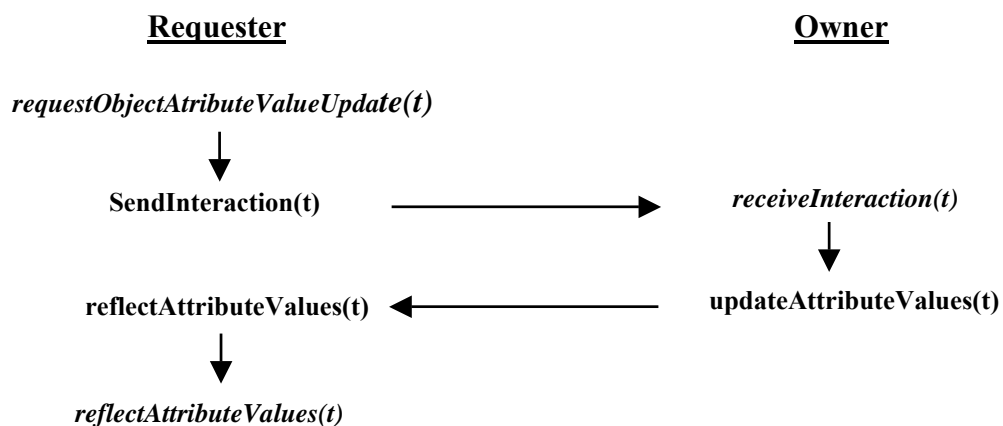 Requester
Owner
requestObjectAtributeValueUpdate(t)
SendInteraction(t)
receiveInteraction(t)
reflectAttributeValues(t)
updateAttributeValues(t)
reflectAttributeValues(t)